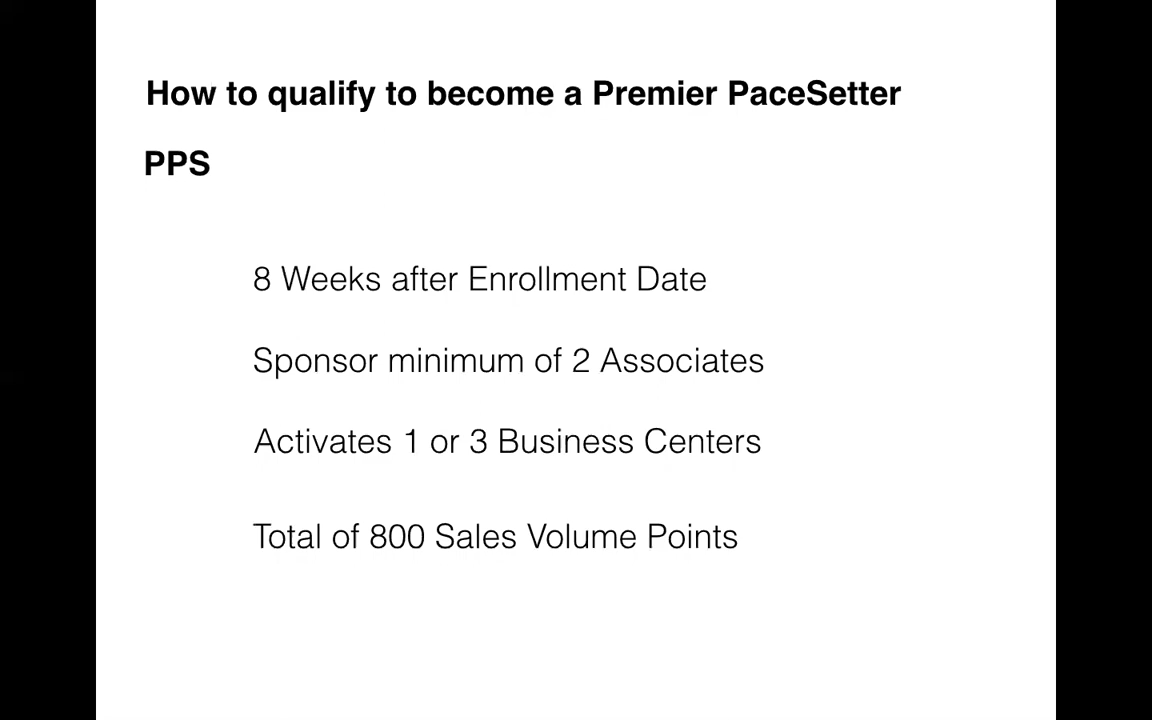 How to qualify to become a Premier PaceSetter
PPS
8 Weeks after Enrollment Date
Sponsor minimum of 2 Associates
Activates 1 or 3 Business Centers
Total of 800 Sales Volume Points